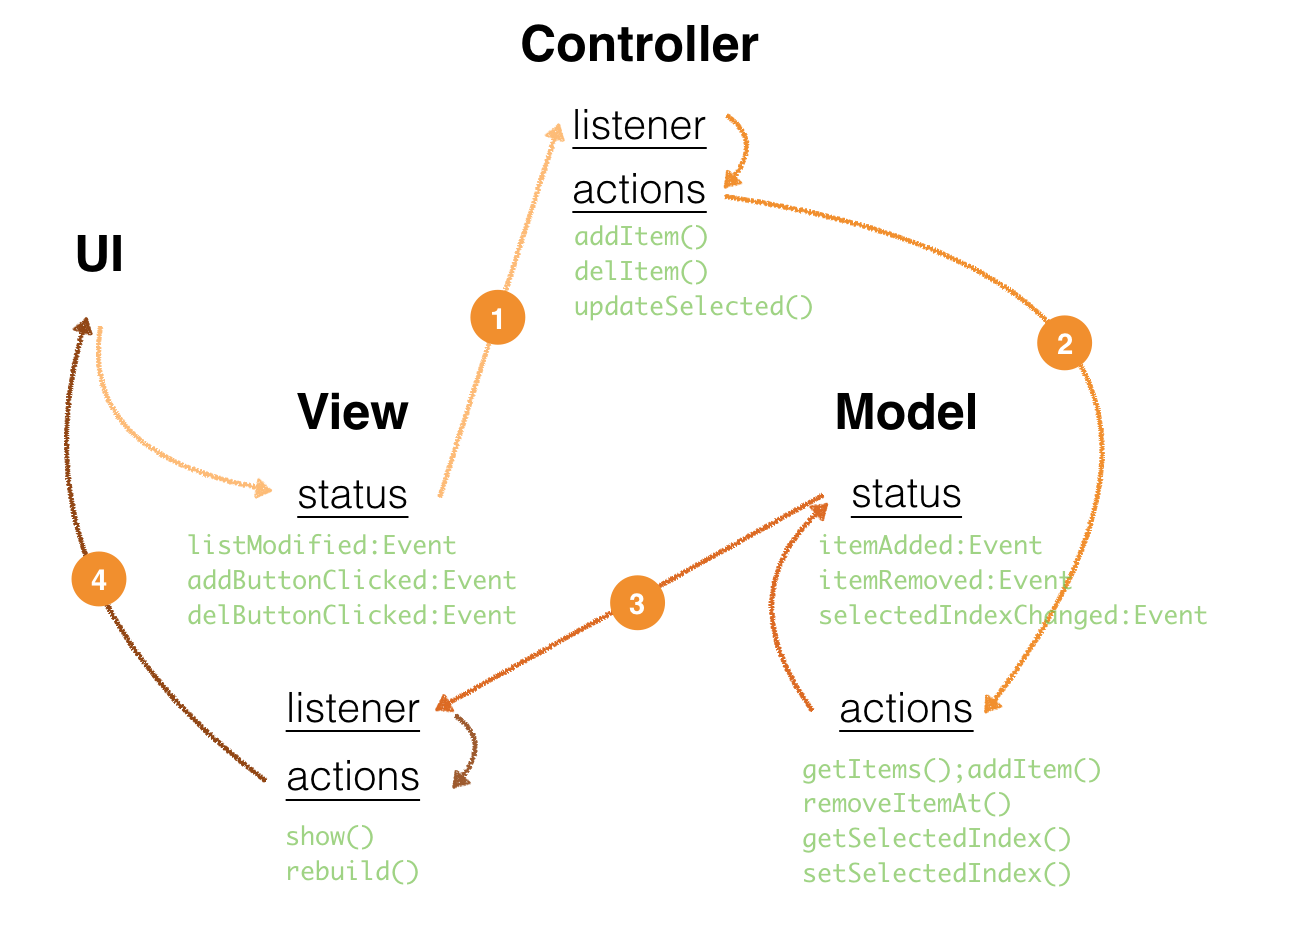 Controller
listener
actions
addItem()
delItem()
updateSelected()
UI
1
2
View
status
listModified:Event
addButtonClicked:Event
delButtonClicked:Event
Model
status
itemAdded:Event
itemRemoved:Event
selectedIndexChanged:Event
3
4
listener
actions
show()
rebuild()
actions
getItems();addItem()
removeItemAt()
getSelectedIndex()
setSelectedIndex()